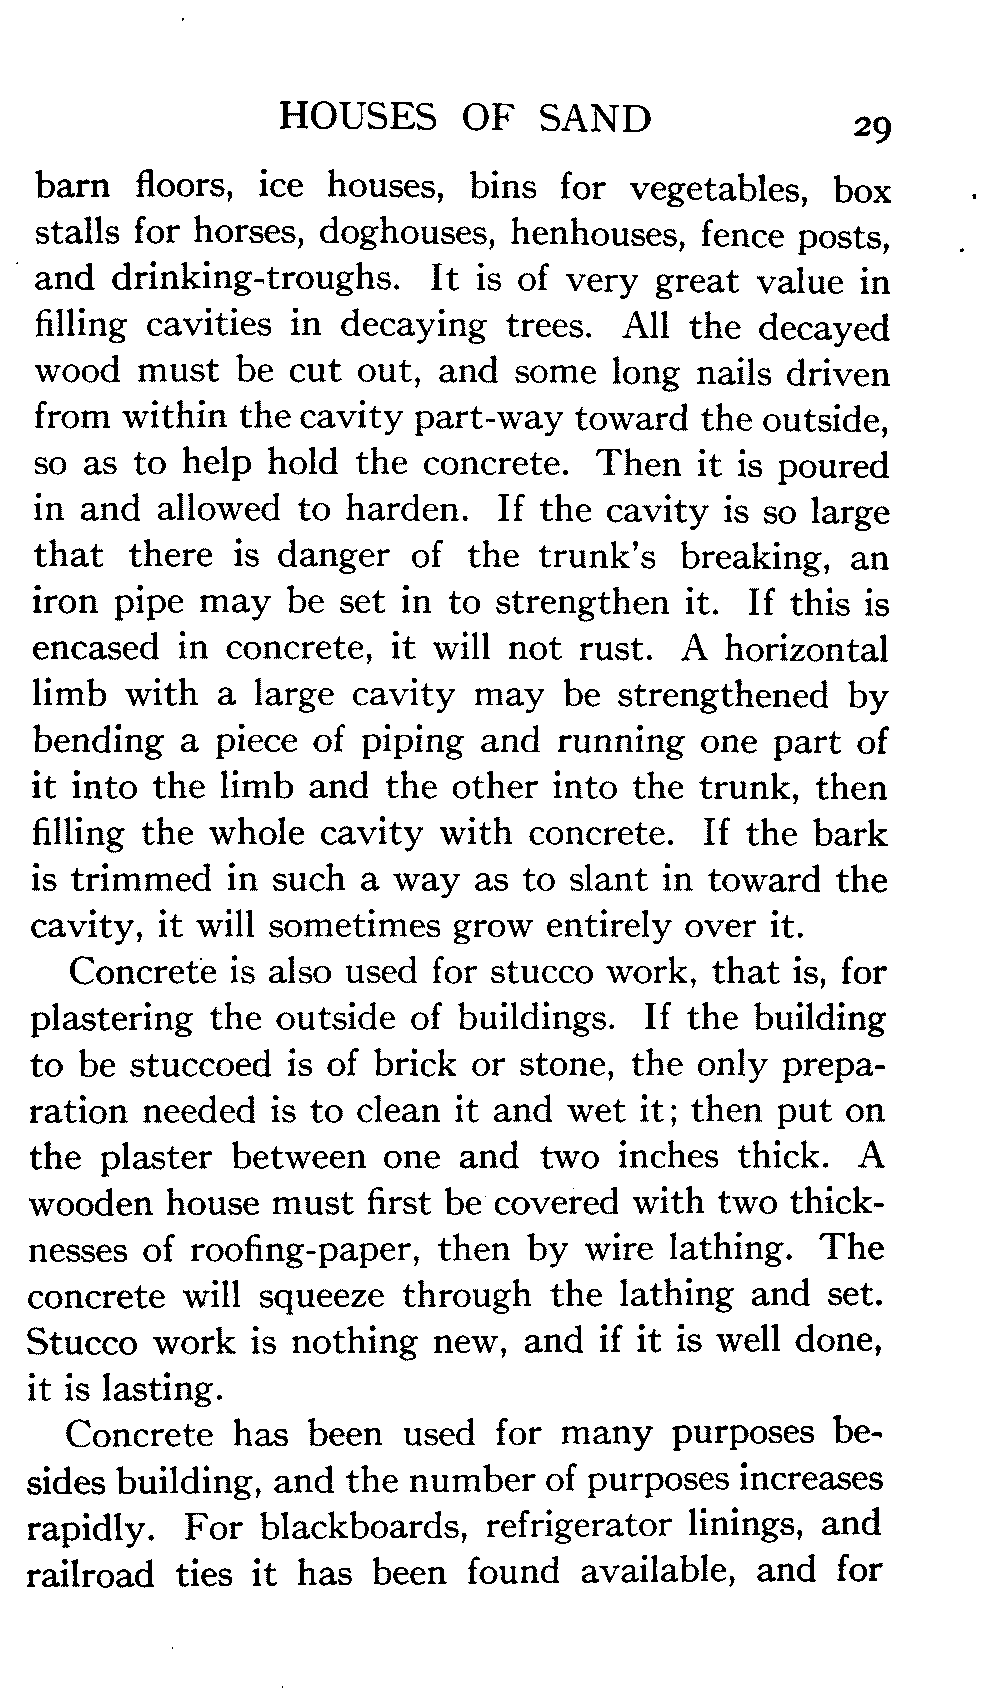 HOUSES OF SAND 29
barn floors, ice houses, bins for vegetables, box
stalls for horses, doghouses, henhouses, fence posts,
and drinking-troughs. It is of very great value in
filling cavities in decaying trees. All the decayed
wood must be cut out, and some long nails driven
from within the cavity part-way toward the outside,
so as to help hold the concrete. Then it is poured
in and allowed to harden. If the cavity is so large
that there is danger of the trunk's breaking, an
iron pipe may be set in to strengthen it. If this is
encased in concrete, it will not rust. A horizontal
limb with a large cavity may be strengthened by
bending a piece of piping and running one part of
it into the limb and the other into the trunk, then
filling the whole cavity with concrete. If the bark
is trimmed in such a way as to slant in toward the
cavity, it will sometimes grow entirely over it.
Concrete is also used for stucco work, that is, for
plastering the outside of buildings. If the building
to be stuccoed is of brick or stone, the only prepa-
ration needed is to clean it and wet it; then put on
the plaster between one and two inches thick. A
wooden house must first be covered with two thick-
nesses of roofing-paper, then by wire lathing. The
concrete will squeeze through the lathing and set.
Stucco work is nothing new, and if it is well done,
it is lasting.
Concrete has been used for many purposes be-
sides building, and the number of purposes increases
rapidly. For blackboards, refrigerator linings, and
railroad ties it has been found available, and for